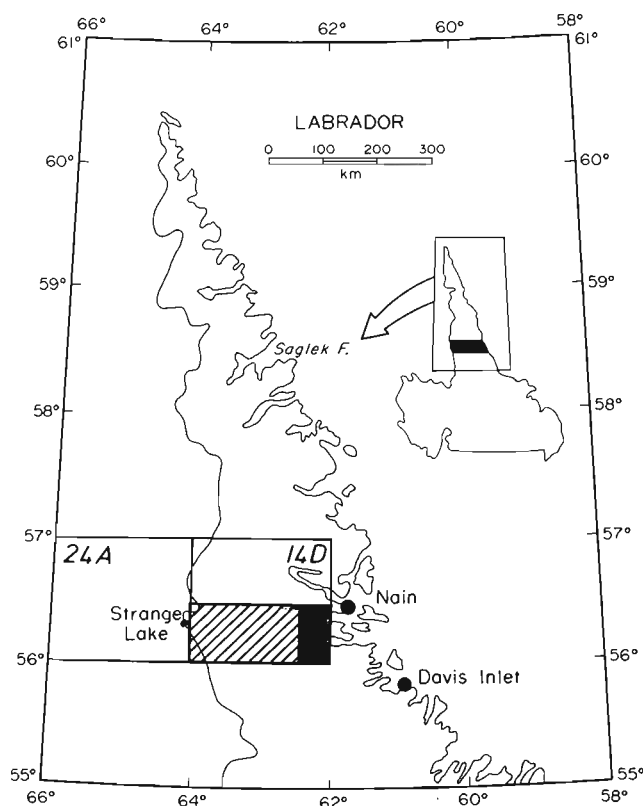 66° 64° 62° 60° 58°
61° 61°
LABRADOR
0 100 200 300
km
60° 60°
59° 59°
Saglek F.
58° 58°
57° 57°
24A 14D
Nain
Strange
Lake
56° 56°
Davis Inlet
55° 55°
66° 64° 62° 60° 58°